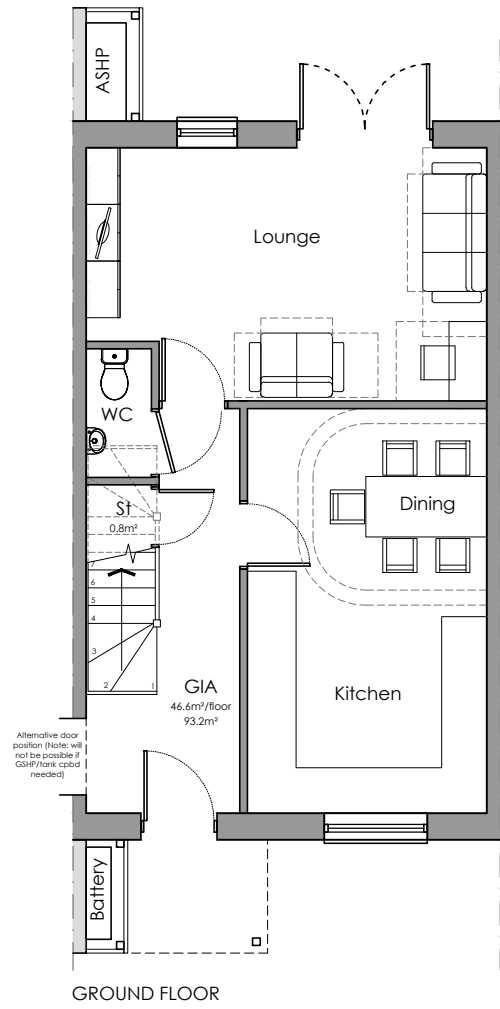 ASHP
Lounge
WC
St
0.8m²
Dining
7
6
5
4
3
2
1
GIA
46.6m²/floor
93.2m²
Kitchen
Alternative door
position (Note: will
not be possible if
GSHP/tank cpbd
needed)
Battery
GROUND FLOOR